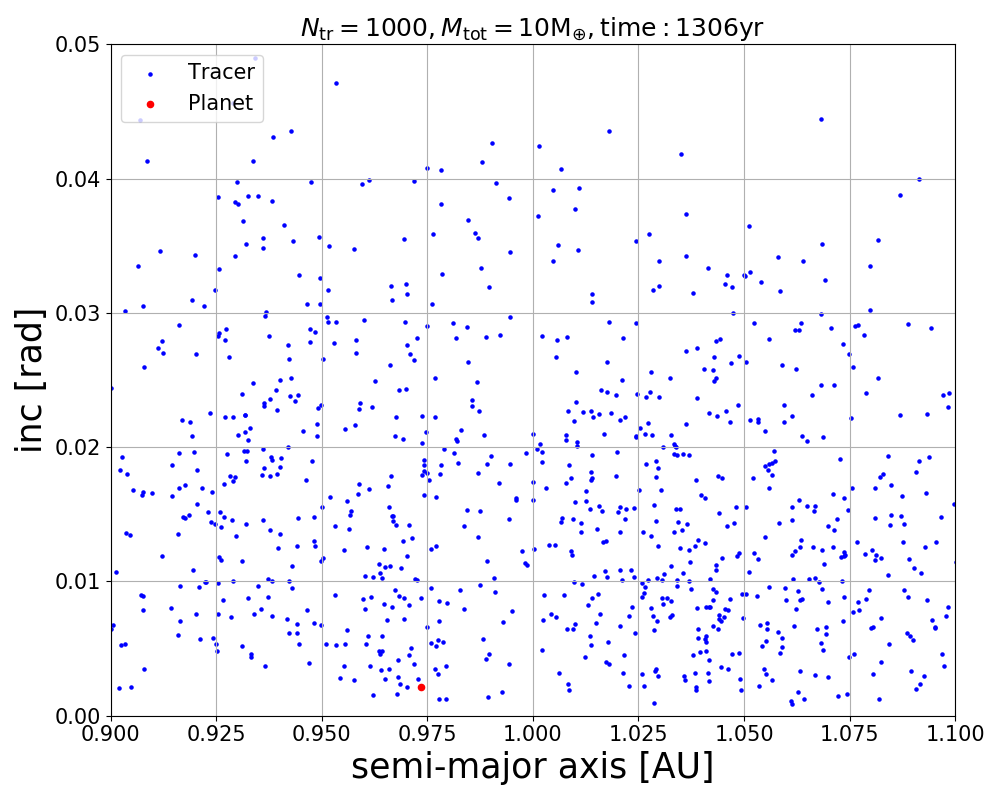 N_tr = 1000, M_tot = 10M_⊕, time : 1306yr
0.05
Tracer
Planet
0.04
0.03
inc [rad]
0.02
0.01
0.00
0.900 0.925 0.950 0.975 1.000 1.025 1.050 1.075 1.100
semi-major axis [AU]